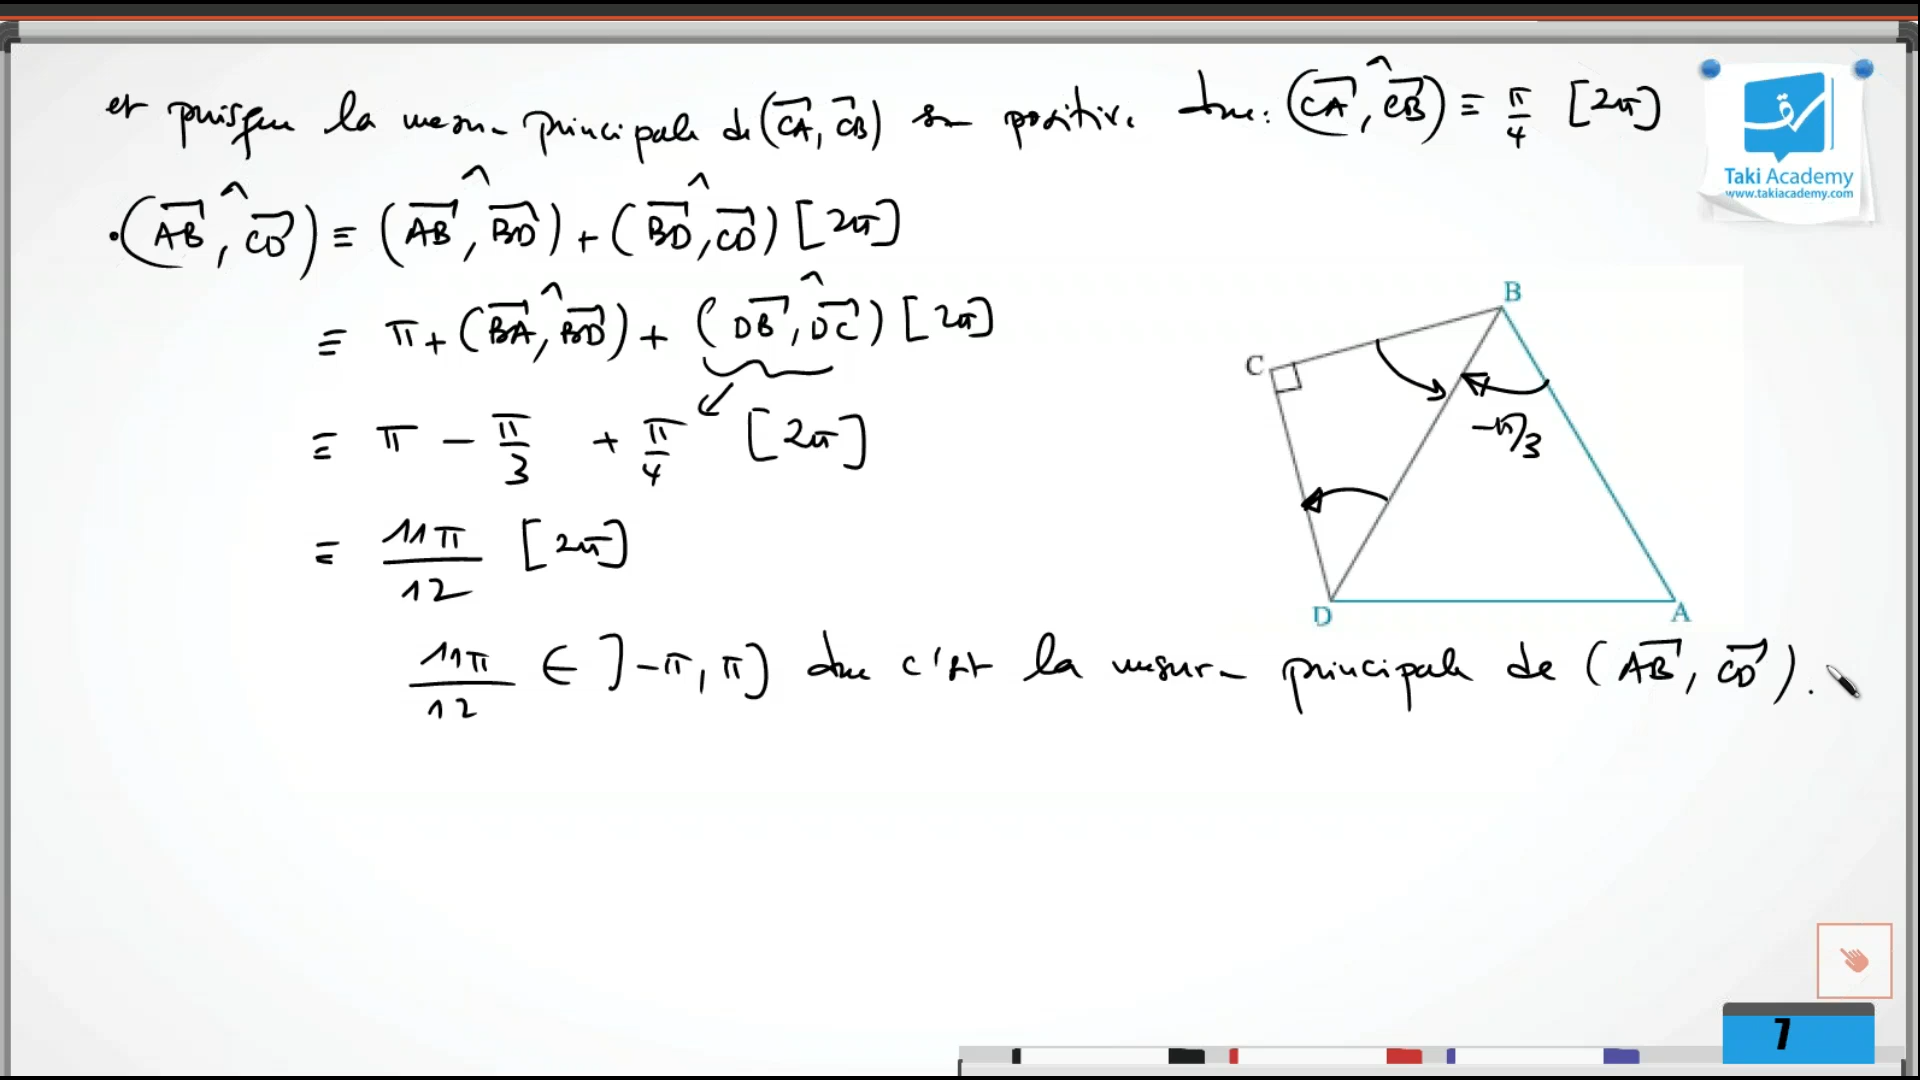 et puisque la mesure principale de (CA, CB) est positive donc : (CA, CB) ≡ π/4 [2π]
Taki Academy
www.takiacademy.com
• (AB, CD) ≡ (AB, BD) + (BD, CD) [2π]
≡ π + (BA, BD) + (DB, DC) [2π]
≡ π - π/3 + π/4 [2π]
≡ 11π/12 [2π]
11π/12 ∈ ]-π, π] donc c'est la mesure principale de (AB, CD).
B
C
-π/3
D
A
7